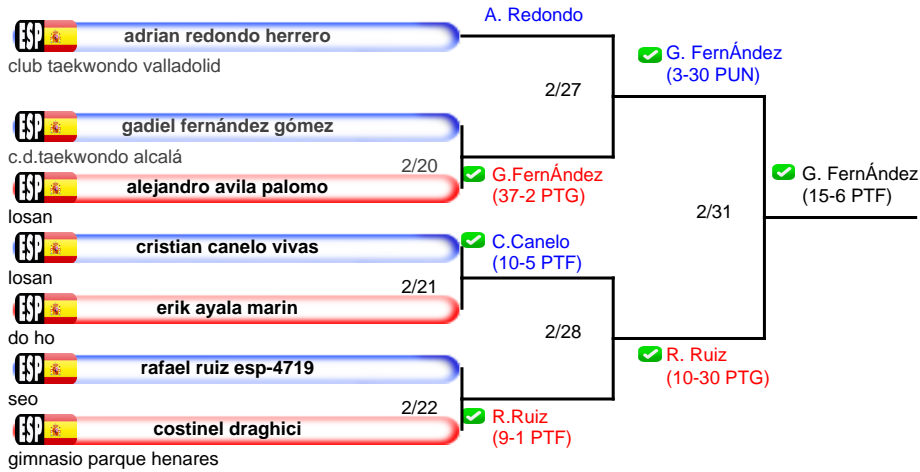 A. Redondo
ESP adrian redondo herrero
club taekwondo valladolid
G. FernÁndez
(3-30 PUN)
2/27
ESP gadiel fernández gómez
c.d.taekwondo alcalá
2/20
ESP alejandro avila palomo
losan
G.FernÁndez
(37-2 PTG)
G. FernÁndez
(15-6 PTF)
2/31
ESP cristian canelo vivas
losan
C.Canelo
(10-5 PTF)
2/21
ESP erik ayala marin
do ho
2/28
R. Ruiz
(10-30 PTG)
ESP rafael ruiz esp-4719
seo
2/22
ESP costinel draghici
gimnasio parque henares
R.Ruiz
(9-1 PTF)